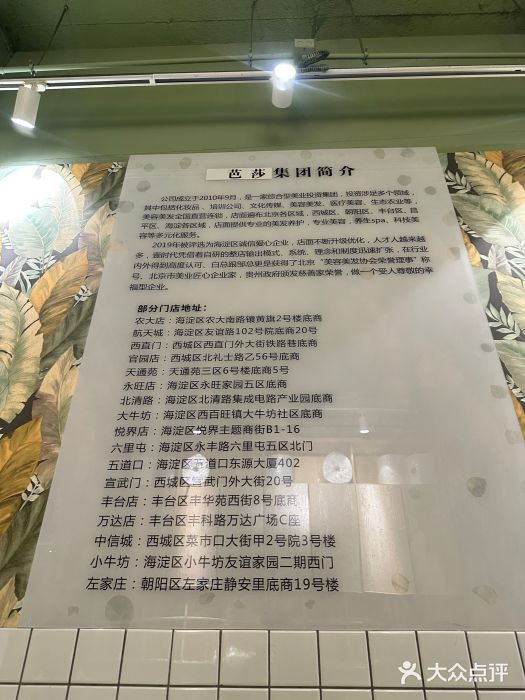 芭莎集团简介
公司成立于2010年9月，是一家综合型美业投资集团，投资涉足多个领域，
其中包括化妆品、培训公司、文化传媒、美容美发、医疗美容、生态农业等，
美容美发全国直营连锁，店面遍布北京各区域，西城区、朝阳区、丰台区、昌
平区、海淀各区域，店面提供专业的美发养护，专业美容，养生spa、科技美
容等多元化服务。
2019年被评选为海淀区诚信爱心企业，店面不断升级优化，人才人越来越
多，壹时代凭借着自研的整店输出模式、系统、理念和制度迅速扩张，在行业
内外得到高度认可、白总跟邹总更是获得了北京“美容美发协会荣誉理事”称
号、北京市美业匠心企业家，贵州政府颁发慈善家荣誉，做一个受人尊敬的幸
福型企业。
部分门店地址：
农大店：海淀区农大南路镶黄旗2号楼底商
航天城：海淀区友谊路102号院底商20号
西直门：西城区西直门外大街铁路巷底商
官园店：西城区北礼士路乙56号底商
天通苑：天通苑三区6号楼底商5号
永旺店：海淀区永旺家园五区底商
北清路：海淀区北清路集成电路产业园底商
大牛坊：海淀区西百旺镇大牛坊社区底商
悦界店：海淀区悦界主题商街B1-16
六里屯：海淀区永丰路六里屯五区北门
五道口：海淀区五道口东源大厦402
宣武门：西城区宣武门外大街20号
丰台店：丰台区丰华苑西街8号底商
万达店：丰台区丰科路万达广场C座
中信城：西城区菜市口大街甲2号院3号楼
小牛坊：海淀区小牛坊友谊家园二期西门
左家庄：朝阳区左家庄静安里底商19号楼
大众点评